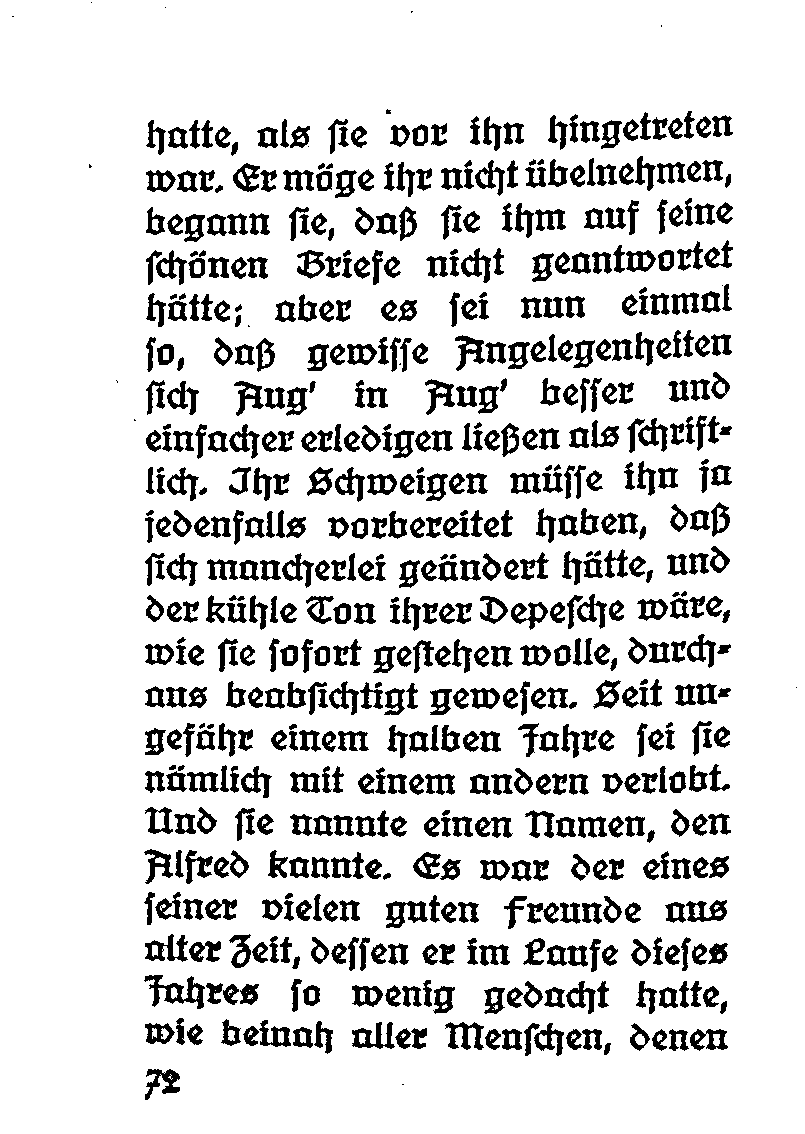 hatte, als sie vor ihn hingetreten
war. Er möge ihr nicht übelnehmen,
begann sie, daß sie ihm auf seine
schönen Briefe nicht geantwortet
hätte; aber es sei nun einmal
so, daß gewisse Angelegenheiten
sich Aug' in Aug' besser und
einfacher erledigen ließen als schrift-
lich. Ihr Schweigen müsse ihn ja
jedenfalls vorbereitet haben, daß
sich mancherlei geändert hätte, und
der kühle Ton ihrer Depesche wäre,
wie sie sofort gestehen wolle, durch-
aus beabsichtigt gewesen. Seit un-
gefähr einem halben Jahre sei sie
nämlich mit einem andern verlobt.
Und sie nannte einen Namen, den
Alfred kannte. Es war der eines
seiner vielen guten Freunde aus
alter Zeit, dessen er im Laufe dieses
Jahres so wenig gedacht hatte,
wie beinah aller Menschen, denen
72